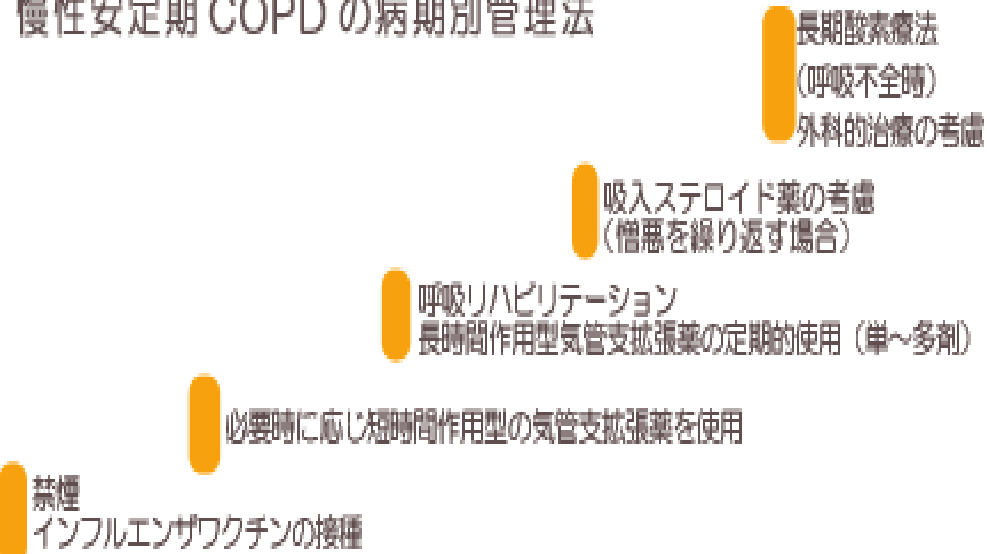 慢性安定期 COPD の病期別管理法
長期酸素療法
（呼吸不全時）
外科的治療の考慮
吸入ステロイド薬の考慮
（憎悪を繰り返す場合）
呼吸リハビリテーション
長時間作用型気管支拡張薬の定期的使用（単〜多剤）
必要時に応じ短時間作用型の気管支拡張薬を使用
禁煙
インフルエンザワクチンの接種